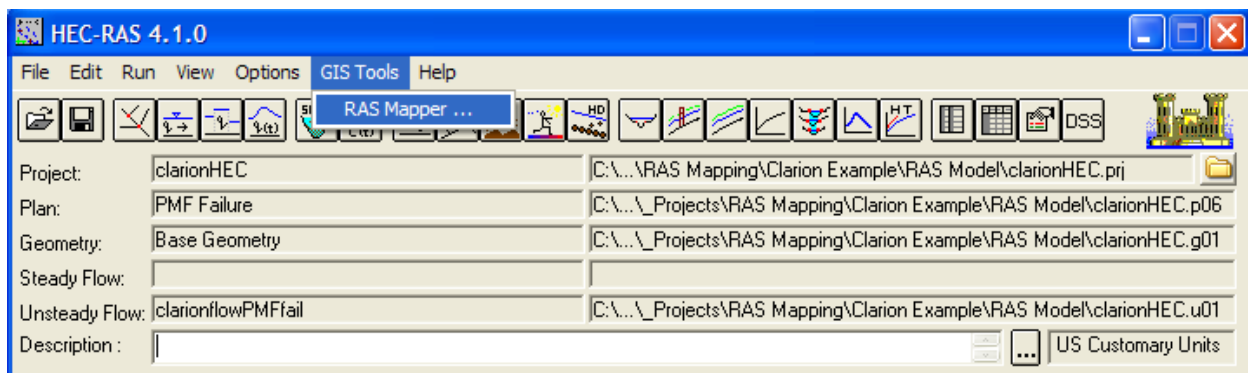 HEC-RAS 4.1.0
File Edit Run View Options GIS Tools Help
RAS Mapper ...
HD HT DSS
Project: clarionHEC C:\...\RAS Mapping\Clarion Example\RAS Model\clarionHEC.prj
Plan: PMF Failure C:\...\_Projects\RAS Mapping\Clarion Example\RAS Model\clarionHEC.p06
Geometry: Base Geometry C:\...\_Projects\RAS Mapping\Clarion Example\RAS Model\clarionHEC.g01
Steady Flow:
Unsteady Flow: clarionflowPMFfail C:\...\_Projects\RAS Mapping\Clarion Example\RAS Model\clarionHEC.u01
Description : ... US Customary Units